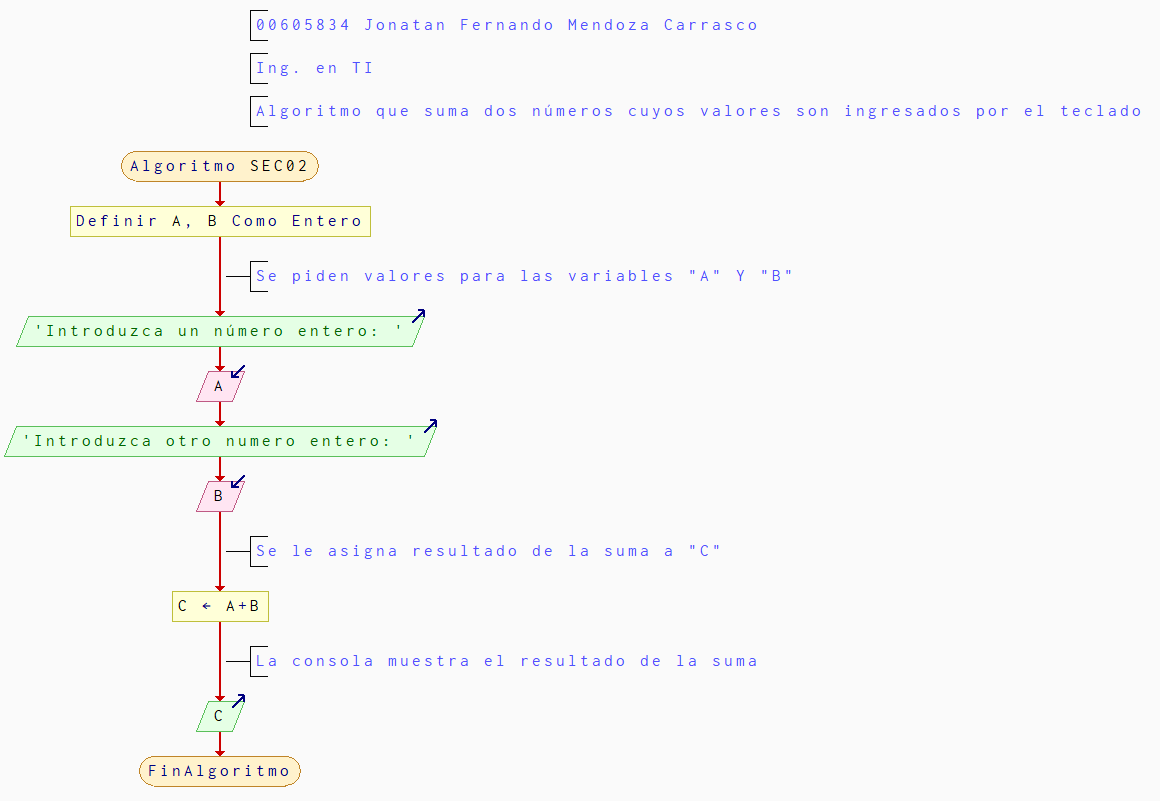 00605834 Jonatan Fernando Mendoza Carrasco
Ing. en TI
Algoritmo que suma dos números cuyos valores son ingresados por el teclado
Algoritmo SEC02
Definir A, B Como Entero
Se piden valores para las variables "A" Y "B"
'Introduzca un número entero: '
A
'Introduzca otro numero entero: '
B
Se le asigna resultado de la suma a "C"
C ← A+B
La consola muestra el resultado de la suma
C
FinAlgoritmo